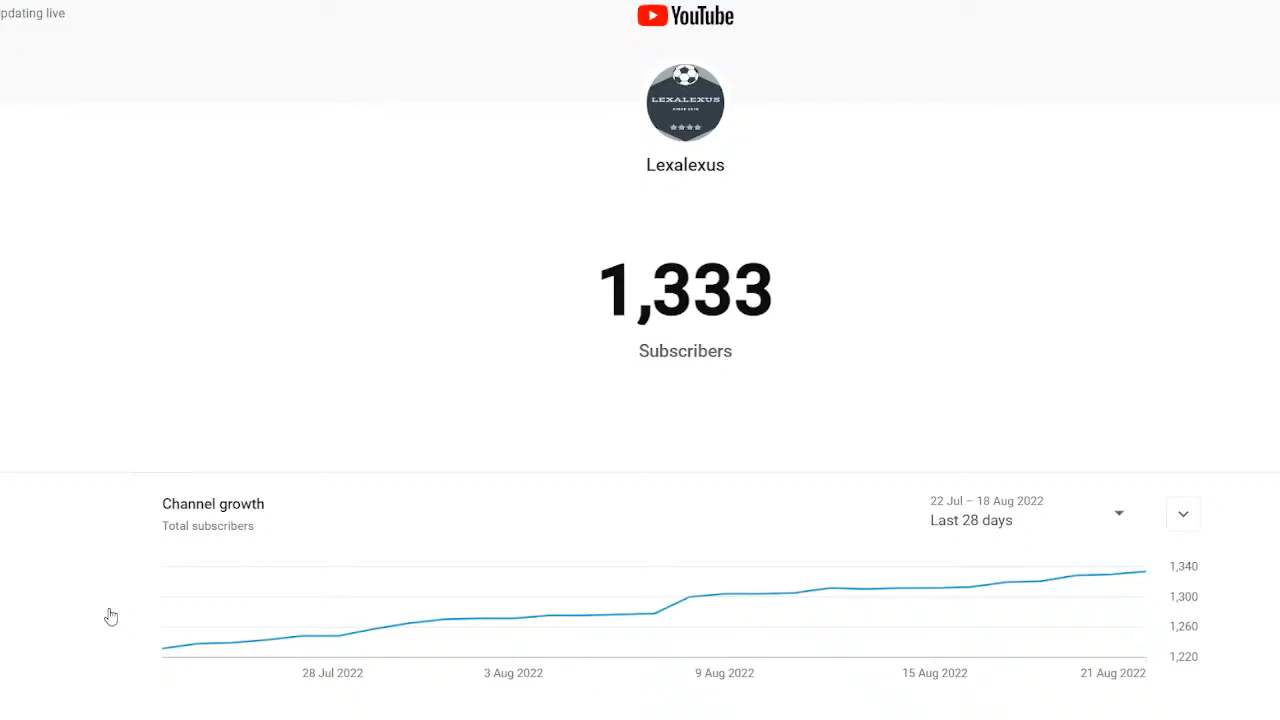 pdating live
YouTube
LEXALEXUS
Lexalexus
1,333
Subscribers
Channel growth
Total subscribers
22 Jul – 18 Aug 2022
Last 28 days
1,340
1,300
1,260
1,220
28 Jul 2022
3 Aug 2022
9 Aug 2022
15 Aug 2022
21 Aug 2022